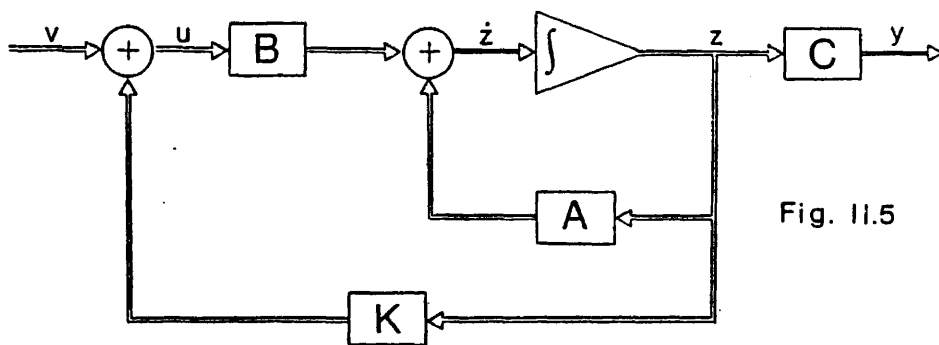 v + u B + ż ∫ z C y
A
Fig. II.5
K